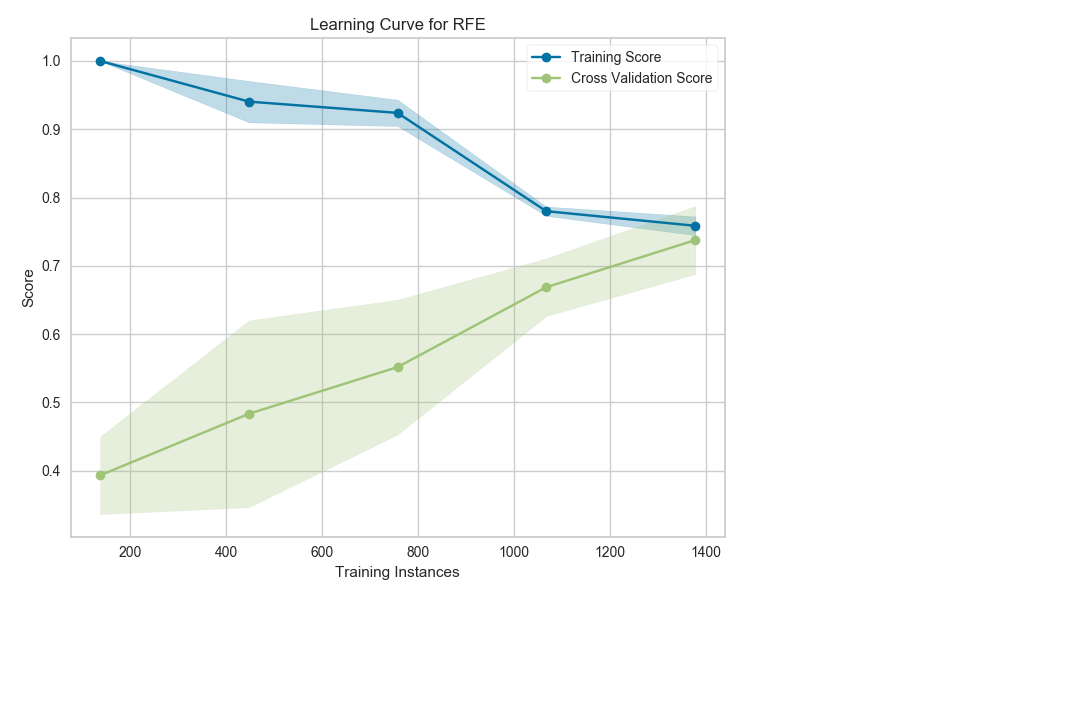 Learning Curve for RFE
Training Score
Cross Validation Score
1.0
0.9
0.8
0.7
0.6
0.5
0.4
Score
200 400 600 800 1000 1200 1400
Training Instances